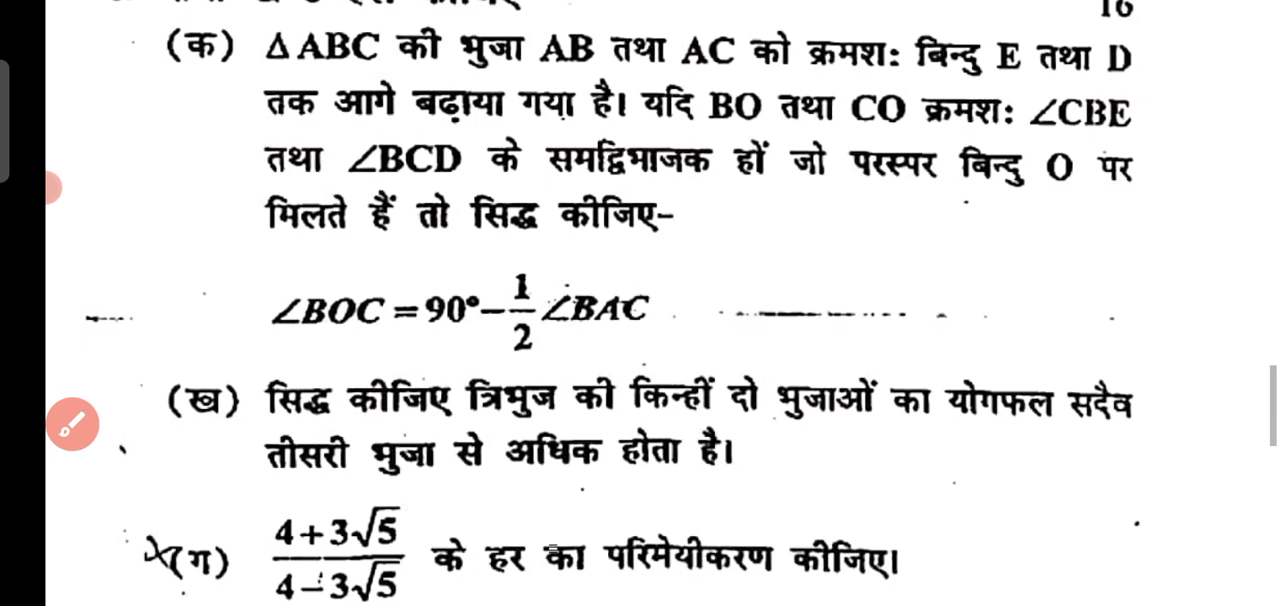 16
(क) ΔABC की भुजा AB तथा AC को क्रमशः बिन्दु E तथा D
तक आगे बढ़ाया गया है। यदि BO तथा CO क्रमशः ∠CBE
तथा ∠BCD के समद्विभाजक हों जो परस्पर बिन्दु O पर
मिलते हैं तो सिद्ध कीजिए-
∠BOC = 90° - 1/2 ∠BAC
(ख) सिद्ध कीजिए त्रिभुज की किन्हीं दो भुजाओं का योगफल सदैव
तीसरी भुजा से अधिक होता है।
(ग) (4+3√5)/(4-3√5) के हर का परिमेयीकरण कीजिए।